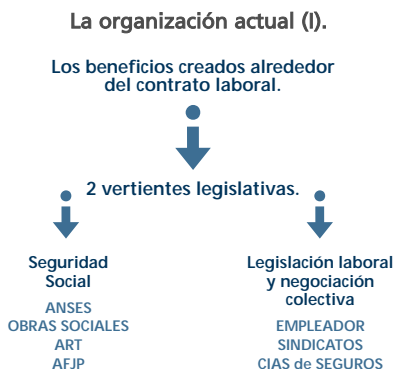 La organización actual (I).
Los beneficios creados alrededor
del contrato laboral.
2 vertientes legislativas.
Seguridad
Social
ANSES
OBRAS SOCIALES
ART
AFJP
Legislación laboral
y negociación
colectiva
EMPLEADOR
SINDICATOS
CIAS de SEGUROS